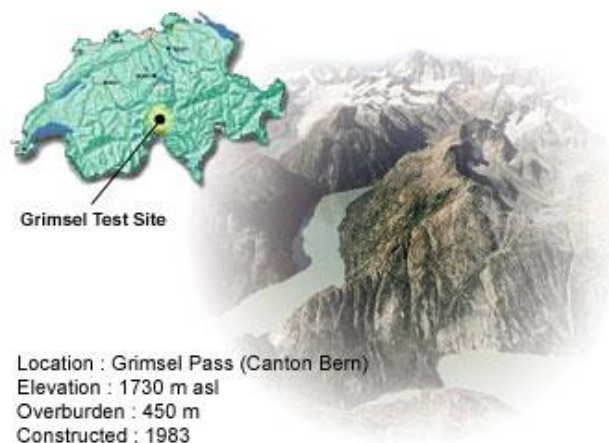 Grimsel Test Site
Location : Grimsel Pass (Canton Bern)
Elevation : 1730 m asl
Overburden : 450 m
Constructed : 1983